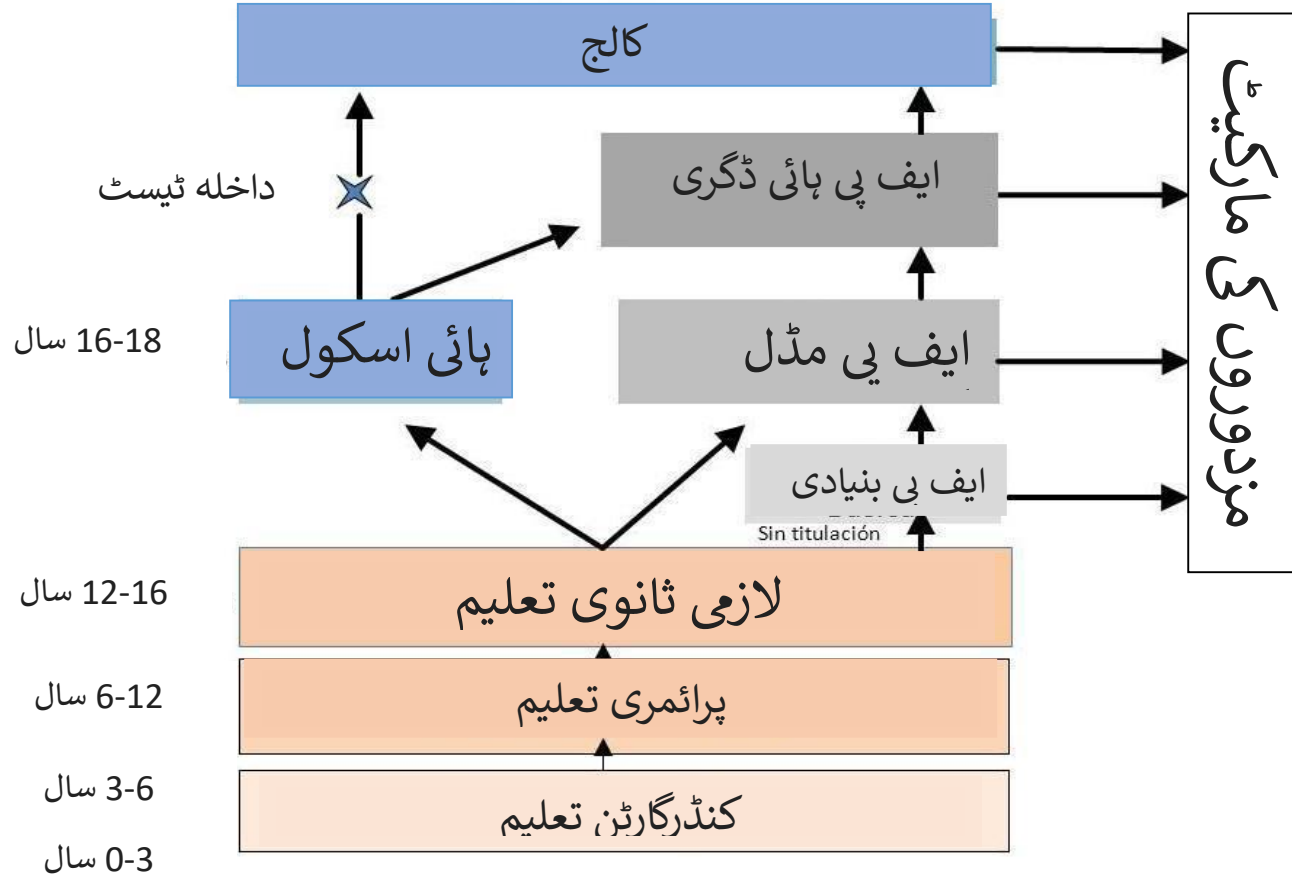 کالج
داخلہ ٹیسٹ
ایف پی ہائی ڈگری
16-18 سال
ہائی اسکول
ایف پی مڈل
ایف پی بنیادی
Sin titulación
12-16 سال
لازمی ثانوی تعلیم
6-12 سال
پرائمری تعلیم
3-6 سال
کنڈرگارٹن تعلیم
0-3 سال
مزدوروں کی مارکیٹ